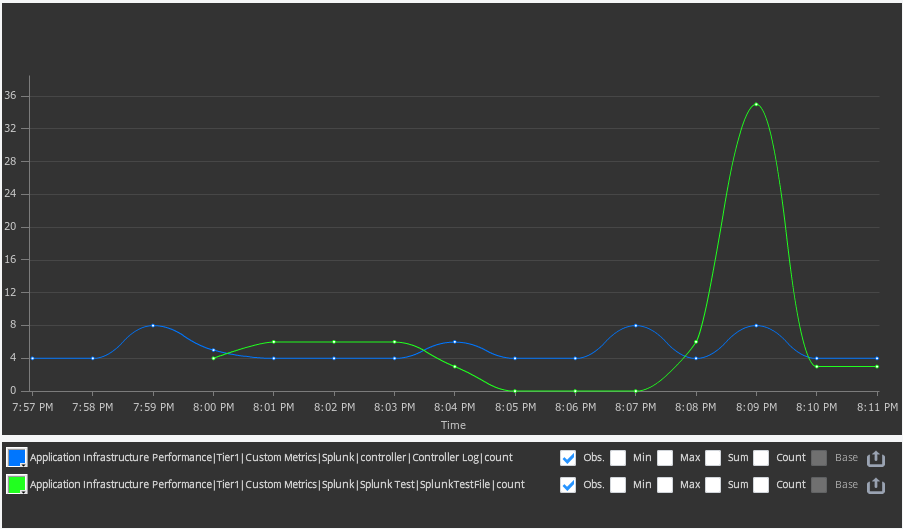 36
32
28
24
20
16
12
8
4
0
7:57 PM 7:58 PM 7:59 PM 8:00 PM 8:01 PM 8:02 PM 8:03 PM 8:04 PM 8:05 PM 8:06 PM 8:07 PM 8:08 PM 8:09 PM 8:10 PM 8:11 PM
Time
Application Infrastructure Performance|Tier1|Custom Metrics|Splunk|controller|Controller Log|count Obs. Min Max Sum Count Base
Application Infrastructure Performance|Tier1|Custom Metrics|Splunk|Splunk Test|SplunkTestFile|count Obs. Min Max Sum Count Base